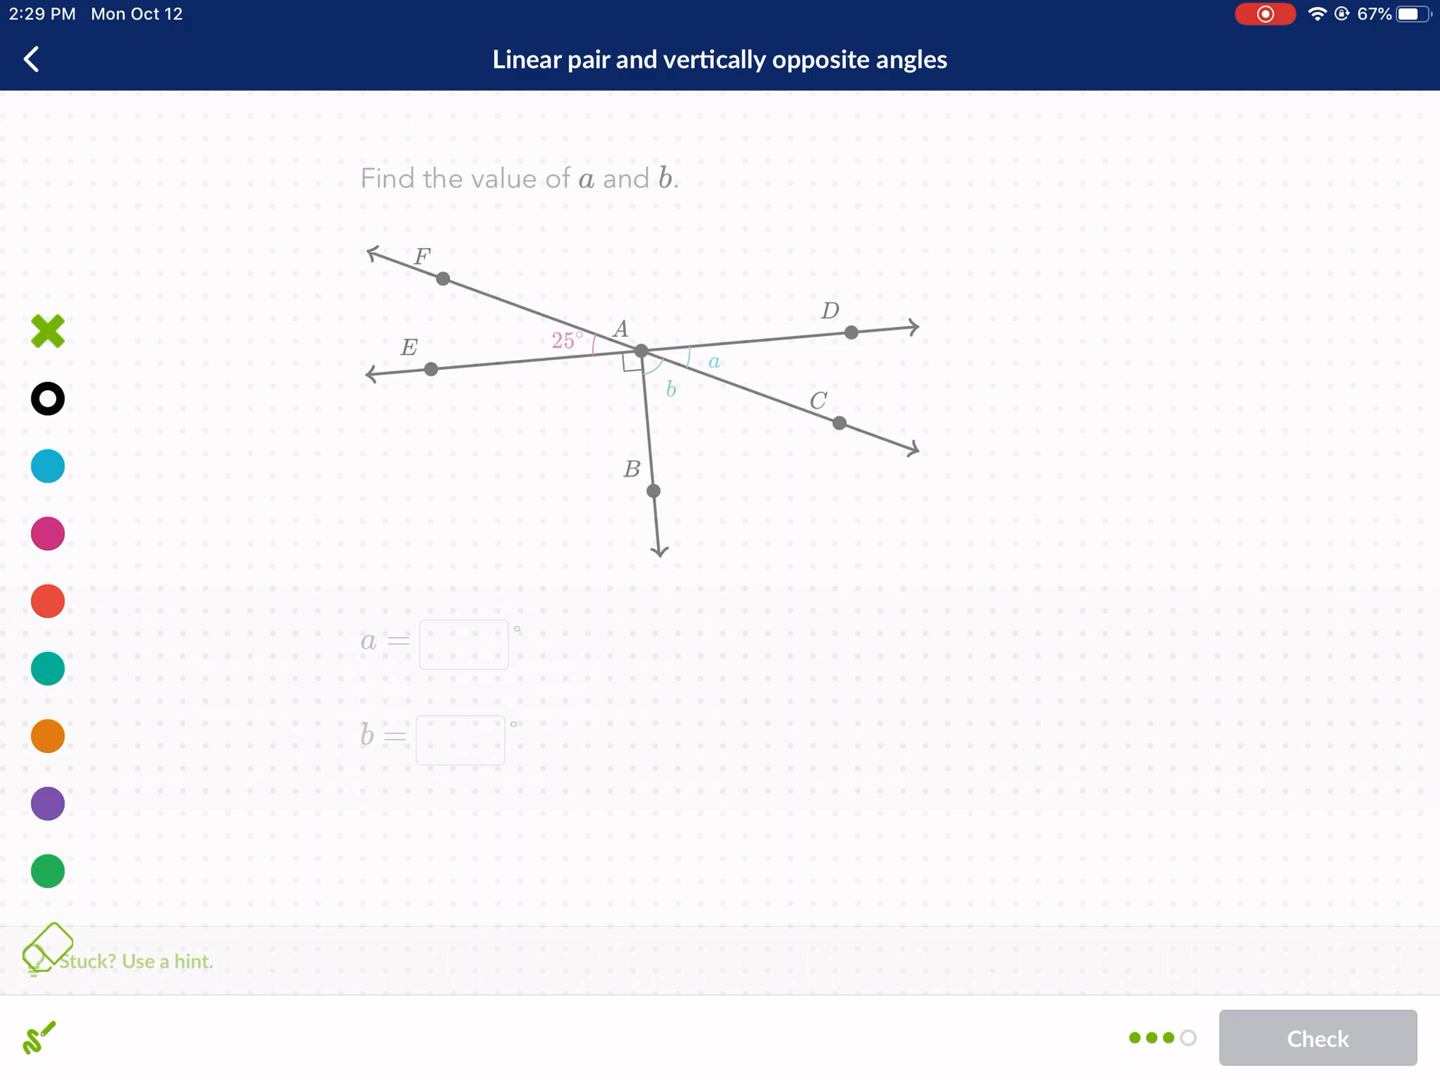 2:29 PM Mon Oct 12 67%
Linear pair and vertically opposite angles
Find the value of a and b.
F
A
D
25°
E
a
b
C
B
a = °
b = °
Stuck? Use a hint.
Check